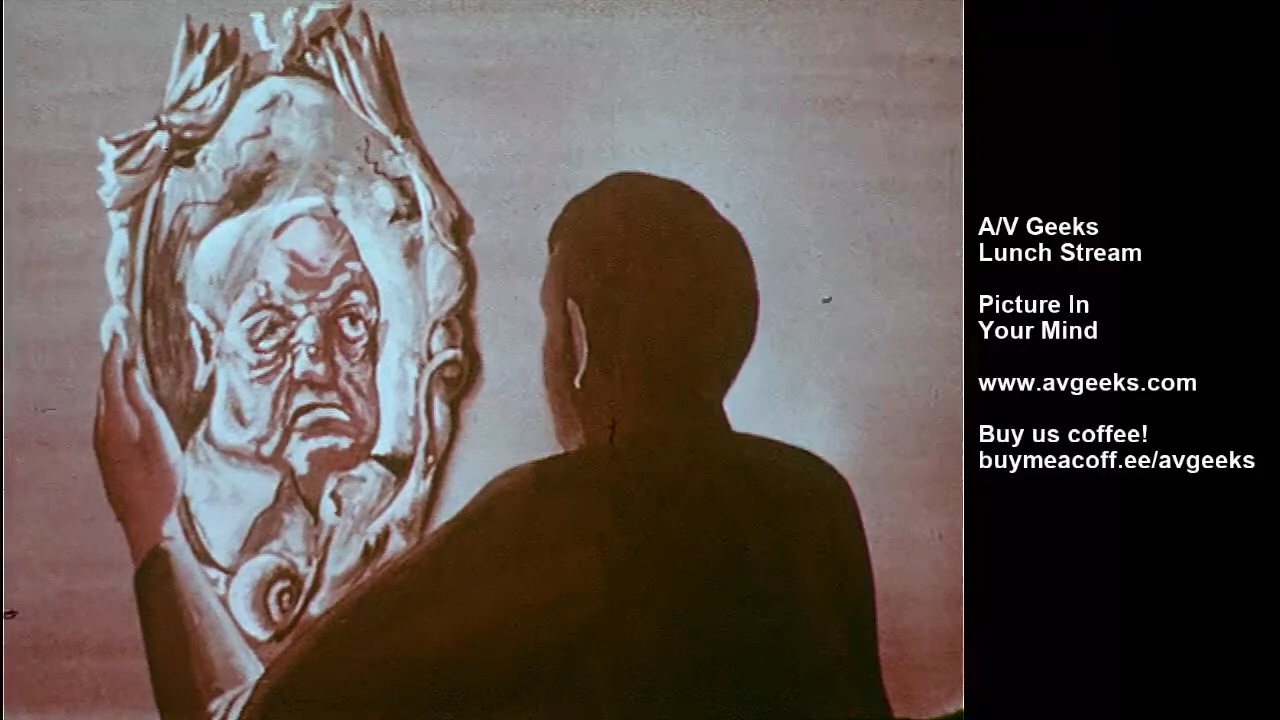 A/V Geeks
Lunch Stream
Picture In
Your Mind
www.avgeeks.com
Buy us coffee!
buymeacoff.ee/avgeeks